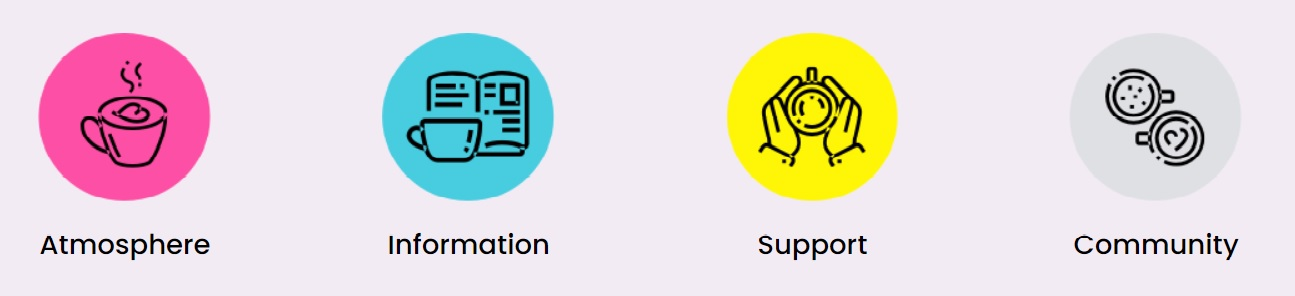 Atmosphere
Information
Support
Community